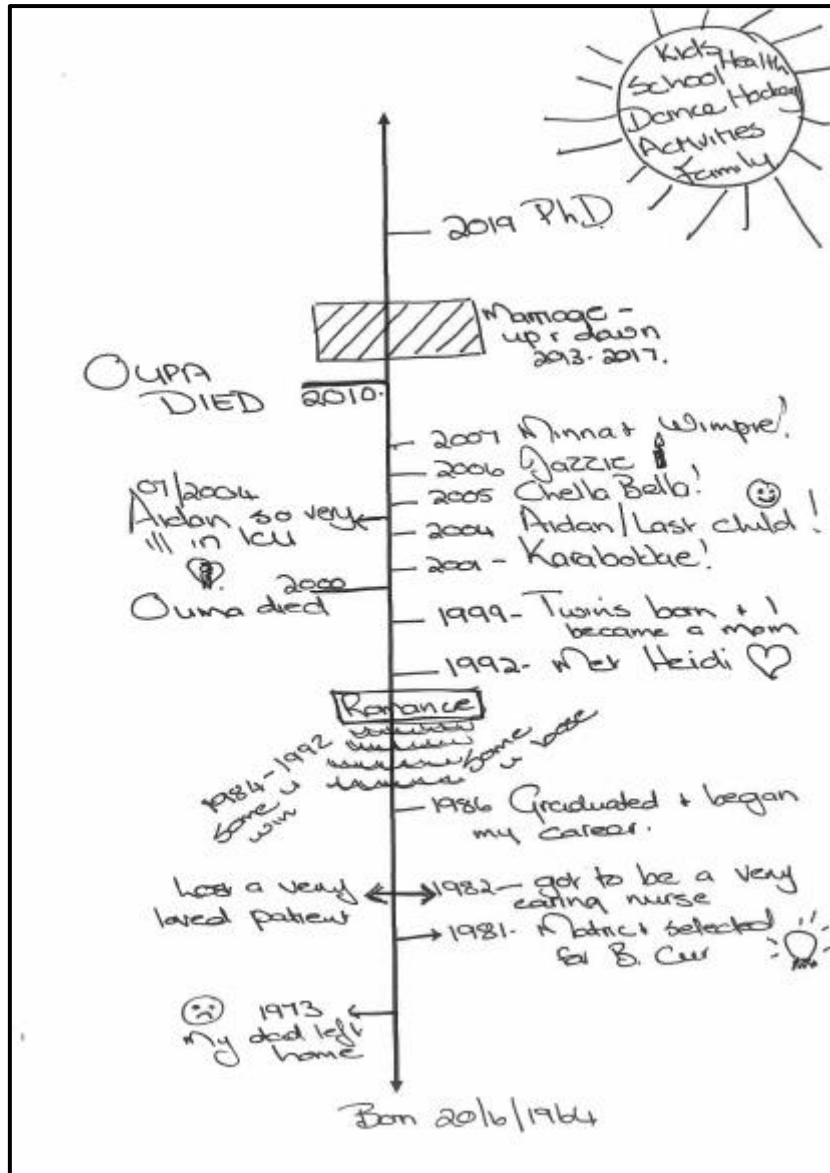 Kids Health
School
Dance Hockey
Activities
Family
2019 PhD
Marriage -
up & down
2013-2017.
OUPA
DIED
2010.
2007 Minna & Wimpie!
2006 Jazzie
2005 Chella Bella!
07/2004
Aidan so very
ill in ICU
2004 Aidan/Last child!
2001 - Karabokkie!
2000
Ouma died
1999 - Twins born + I
became a mom
1992 - Met Heidi
Romance
1984-1992
Some u
win
Some
u loose
1986 Graduated + began
my career.
Lost a very
loved patient
1982 - got to be a very
caring nurse
1981 - Matric + selected
for B. Cur
1973
My dad left
home
Born 20/6/1964